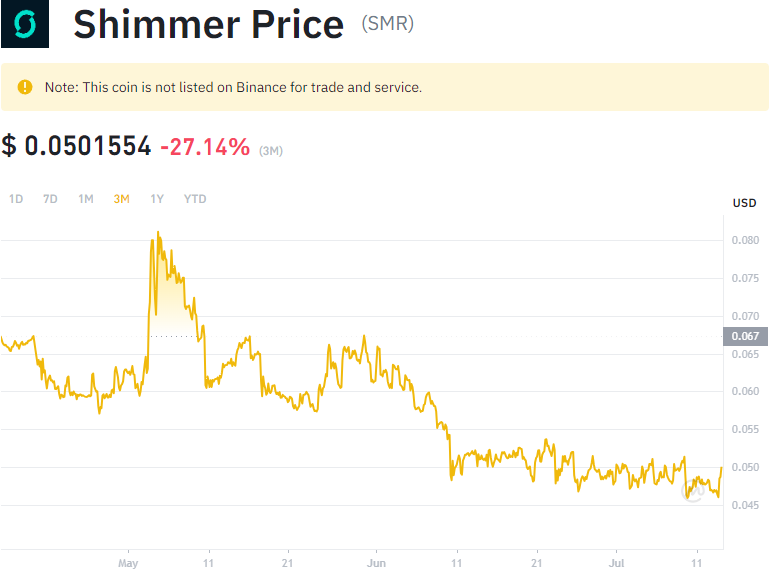 Shimmer Price (SMR)
Note: This coin is not listed on Binance for trade and service.
$ 0.0501554 -27.14% (3M)
1D 7D 1M 3M 1Y YTD
USD
0.080
0.075
0.070
0.067
0.065
0.060
0.055
0.050
0.045
May 11 21 Jun 11 21 Jul 11